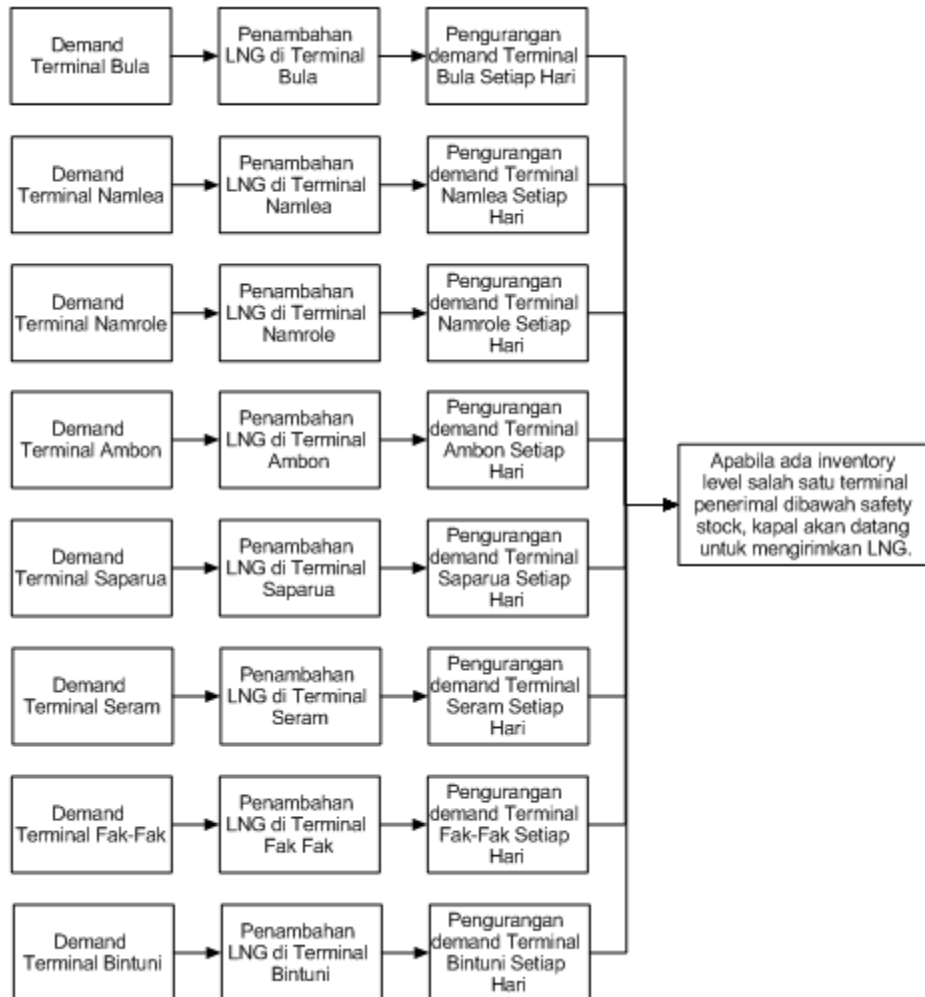 Demand
Terminal Bula
Penambahan
LNG di Terminal
Bula
Pengurangan
demand Terminal
Bula Setiap Hari
Demand
Terminal Namlea
Penambahan
LNG di Terminal
Namlea
Pengurangan
demand Terminal
Namlea Setiap
Hari
Demand
Terminal Namrole
Penambahan
LNG di Terminal
Namrole
Pengurangan
demand Terminal
Namrole Setiap
Hari
Demand
Terminal Ambon
Penambahan
LNG di Terminal
Ambon
Pengurangan
demand Terminal
Ambon Setiap
Hari
Apabila ada inventory
level salah satu terminal
penerimal dibawah safety
stock, kapal akan datang
untuk mengirimkan LNG.
Demand
Terminal Saparua
Penambahan
LNG di Terminal
Saparua
Pengurangan
demand Terminal
Saparua Setiap
Hari
Demand
Terminal Seram
Penambahan
LNG di Terminal
Seram
Pengurangan
demand Terminal
Seram Setiap
Hari
Demand
Terminal Fak-Fak
Penambahan
LNG di Terminal
Fak Fak
Pengurangan
demand Terminal
Fak-Fak Setiap
Hari
Demand
Terminal Bintuni
Penambahan
LNG di Terminal
Bintuni
Pengurangan
demand Terminal
Bintuni Setiap
Hari